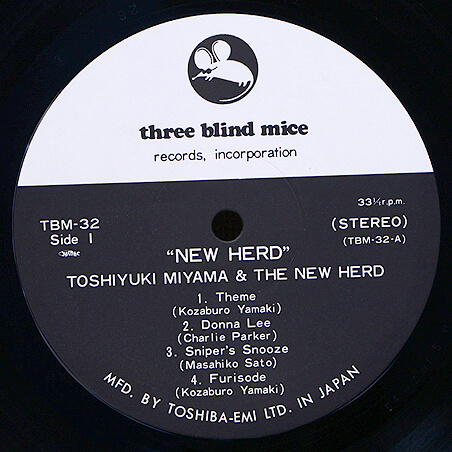 three blind mice
records, incorporation
TBM-32
Side 1
33⅓ r.p.m.
(STEREO)
(TBM-32-A)
"NEW HERD"
TOSHIYUKI MIYAMA & THE NEW HERD
1. Theme
(Kozaburo Yamaki)
2. Donna Lee
(Charlie Parker)
3. Sniper's Snooze
(Masahiko Sato)
4. Furisode
(Kozaburo Yamaki)
MFD. BY TOSHIBA-EMI LTD. IN JAPAN